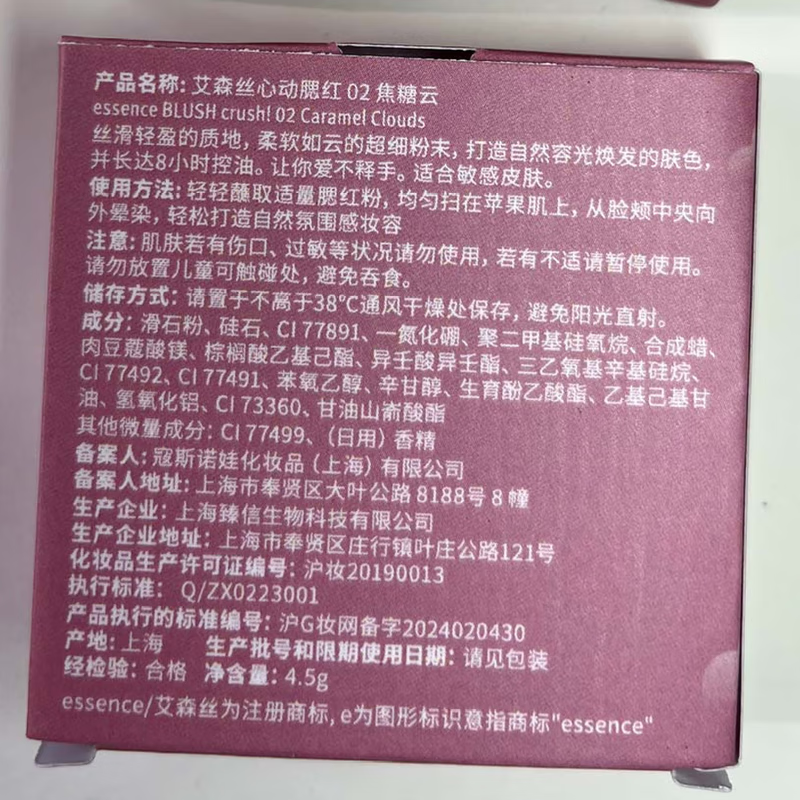 产品名称: 艾森丝心动腮红 02 焦糖云
essence BLUSH crush! 02 Caramel Clouds
丝滑轻盈的质地，柔软如云的超细粉末，打造自然容光焕发的肤色，
并长达8小时控油。让你爱不释手。适合敏感皮肤。
使用方法: 轻轻蘸取适量腮红粉，均匀扫在苹果肌上，从脸颊中央向
外晕染，轻松打造自然氛围感妆容
注意: 肌肤若有伤口、过敏等状况请勿使用，若有不适请暂停使用。
请勿放置儿童可触碰处，避免吞食。
储存方式: 请置于不高于38℃通风干燥处保存，避免阳光直射。
成分: 滑石粉、硅石、CI 77891、一氮化硼、聚二甲基硅氧烷、合成蜡、
肉豆蔻酸镁、棕榈酸乙基己酯、异壬酸异壬酯、三乙氧基辛基硅烷、
CI 77492、CI 77491、苯氧乙醇、辛甘醇、生育酚乙酸酯、乙基己基甘
油、氢氧化铝、CI 73360、甘油山嵛酸酯
其他微量成分: CI 77499、（日用）香精
备案人: 寇斯诺娃化妆品（上海）有限公司
备案人地址: 上海市奉贤区大叶公路 8188号 8 幢
生产企业: 上海臻信生物科技有限公司
生产企业地址: 上海市奉贤区庄行镇叶庄公路121号
化妆品生产许可证编号: 沪妆20190013
执行标准: Q/ZX0223001
产品执行的标准编号: 沪G妆网备字2024020430
产地: 上海 生产批号和限期使用日期: 请见包装
经检验: 合格 净含量: 4.5g
essence/艾森丝为注册商标, e为图形标识意指商标"essence"